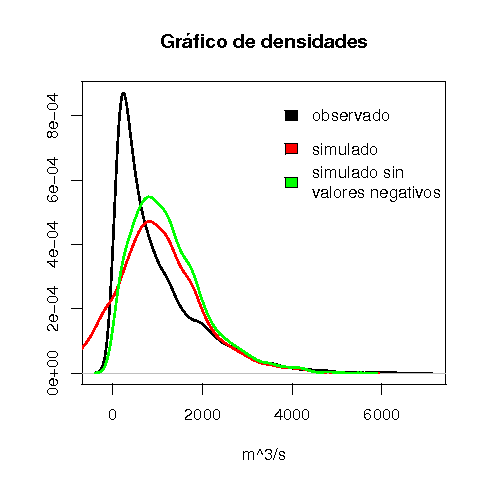 Gráfico de densidades
observado
simulado
simulado sin
valores negativos
8e-04
6e-04
4e-04
2e-04
0e+00
0 2000 4000 6000
m^3/s